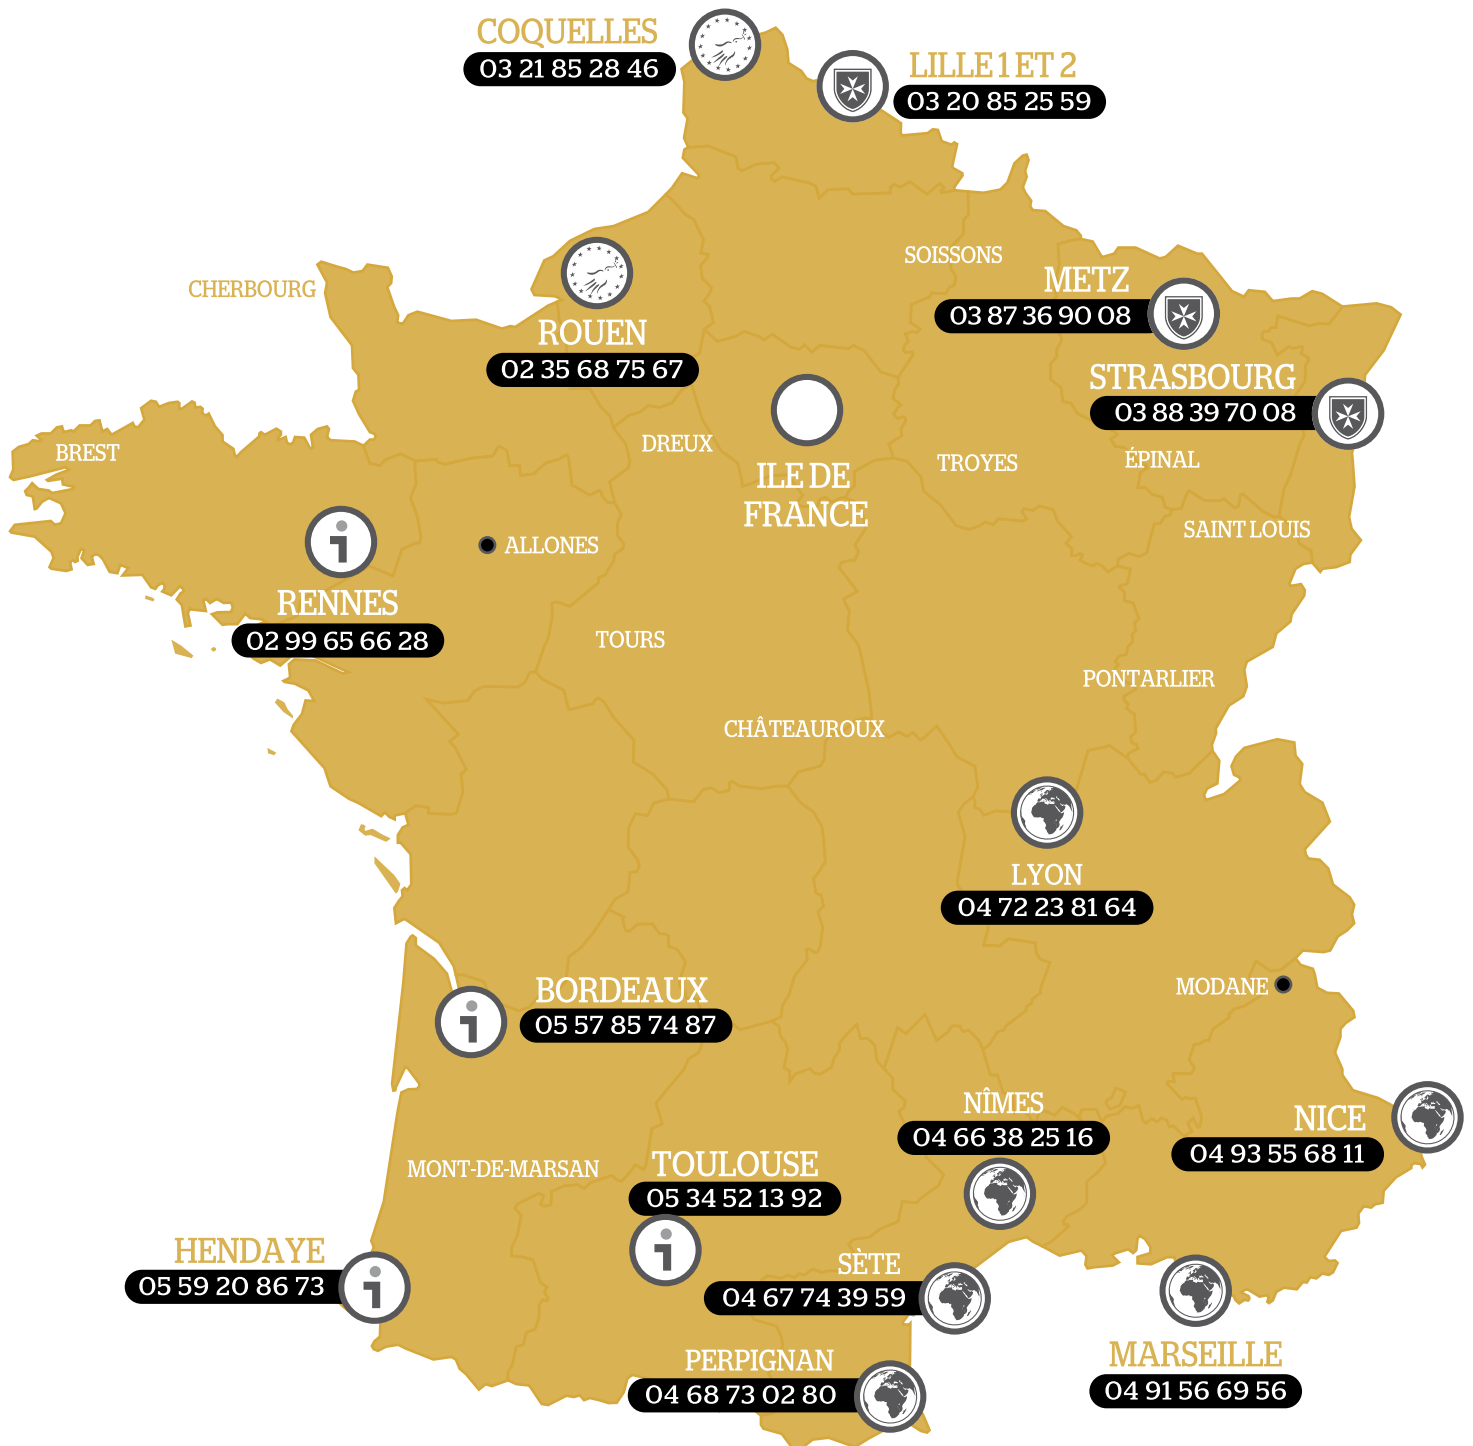 COQUELLES
03 21 85 28 46
LILLE 1 ET 2
03 20 85 25 59
SOISSONS
CHERBOURG
METZ
03 87 36 90 08
ROUEN
02 35 68 75 67
STRASBOURG
03 88 39 70 08
DREUX
BREST
TROYES
ÉPINAL
ILE DE
FRANCE
SAINT LOUIS
ALLONES
RENNES
02 99 65 66 28
TOURS
PONTARLIER
CHÂTEAUROUX
LYON
04 72 23 81 64
BORDEAUX
05 57 85 74 87
MODANE
NÎMES
04 66 38 25 16
NICE
04 93 55 68 11
MONT-DE-MARSAN
TOULOUSE
05 34 52 13 92
HENDAYE
05 59 20 86 73
SÈTE
04 67 74 39 59
MARSEILLE
04 91 56 69 56
PERPIGNAN
04 68 73 02 80